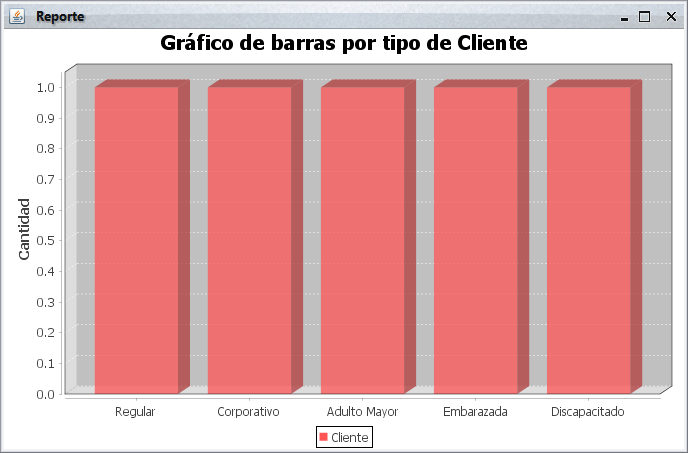 Reporte
Gráfico de barras por tipo de Cliente
Cantidad
1.0
0.9
0.8
0.7
0.6
0.5
0.4
0.3
0.2
0.1
0.0
Regular Corporativo Adulto Mayor Embarazada Discapacitado
Cliente